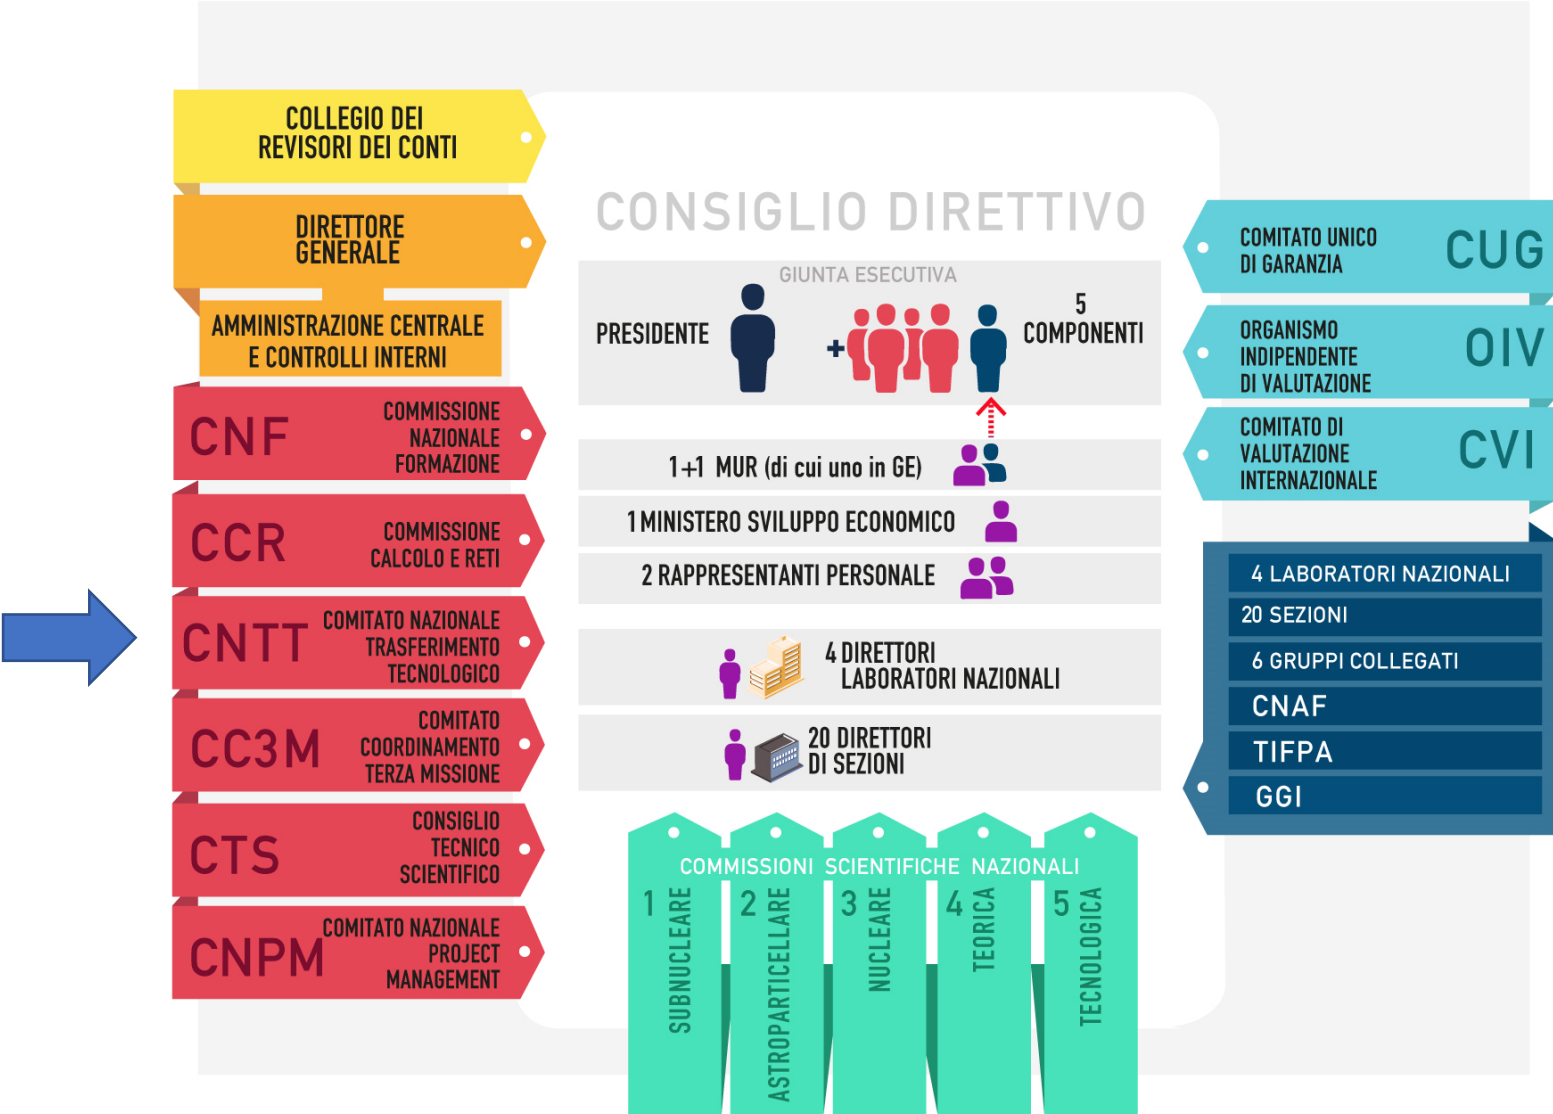 COLLEGIO DEI
REVISORI DEI CONTI
DIRETTORE
GENERALE
AMMINISTRAZIONE CENTRALE
E CONTROLLI INTERNI
CNF
COMMISSIONE
NAZIONALE
FORMAZIONE
CCR
COMMISSIONE
CALCOLO E RETI
CNTT
COMITATO NAZIONALE
TRASFERIMENTO
TECNOLOGICO
CC3M
COMITATO
COORDINAMENTO
TERZA MISSIONE
CTS
CONSIGLIO
TECNICO
SCIENTIFICO
CNPM
COMITATO NAZIONALE
PROJECT
MANAGEMENT
CONSIGLIO DIRETTIVO
GIUNTA ESECUTIVA
PRESIDENTE
+
5
COMPONENTI
1+1 MUR (di cui uno in GE)
1 MINISTERO SVILUPPO ECONOMICO
2 RAPPRESENTANTI PERSONALE
4 DIRETTORI
LABORATORI NAZIONALI
20 DIRETTORI
DI SEZIONI
COMMISSIONI SCIENTIFICHE NAZIONALI
1 SUBNUCLEARE
2 ASTROPARTICELLARE
3 NUCLEARE
4 TEORICA
5 TECNOLOGICA
COMITATO UNICO
DI GARANZIA
CUG
ORGANISMO
INDIPENDENTE
DI VALUTAZIONE
OIV
COMITATO DI
VALUTAZIONE
INTERNAZIONALE
CVI
4 LABORATORI NAZIONALI
20 SEZIONI
6 GRUPPI COLLEGATI
CNAF
TIFPA
GGI